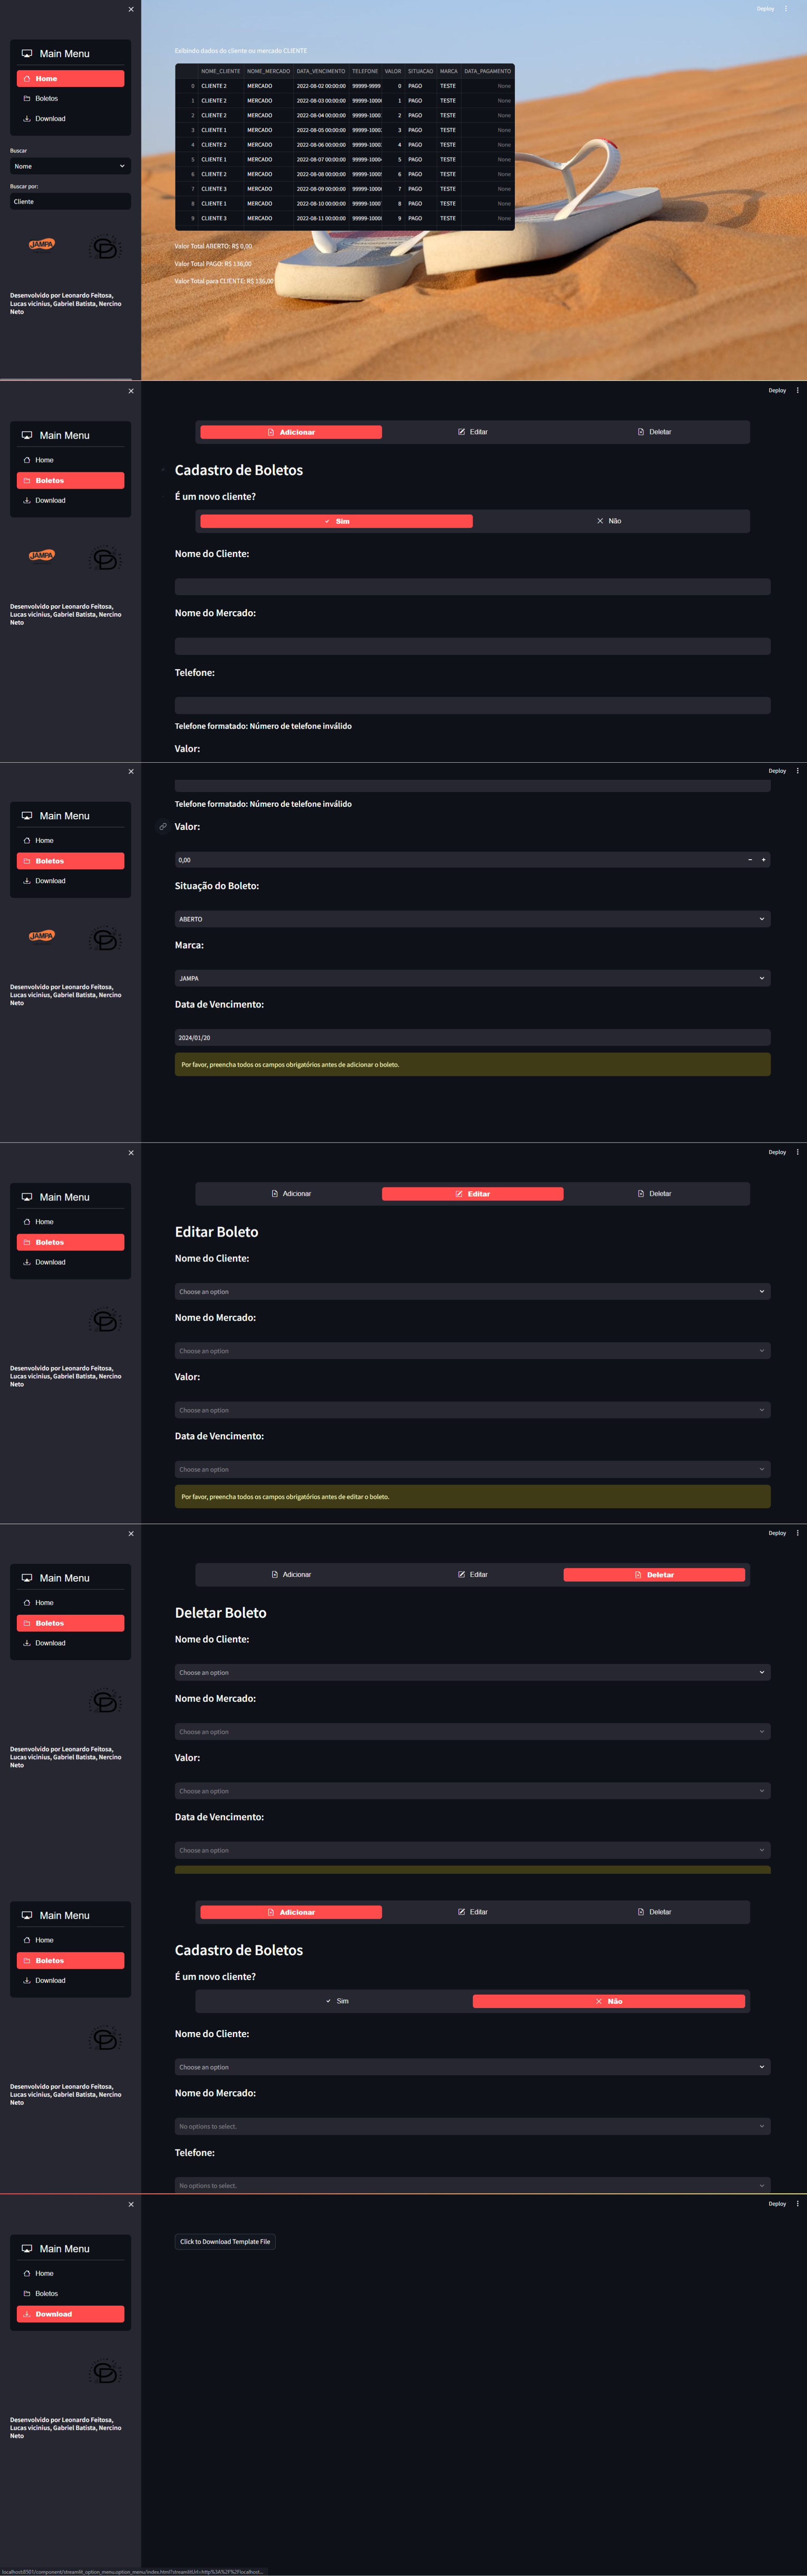 Deploy
Main Menu
Home
Boletos
Download
Buscar
Nome
Buscar por:
Cliente
JAMPA
Desenvolvido por Leonardo Feitosa,
Lucas vicinius, Gabriel Batista, Nercino
Neto
Exibindo dados do cliente ou mercado CLIENTE
NOME_CLIENTE NOME_MERCADO DATA_VENCIMENTO TELEFONE VALOR SITUACAO MARCA DATA_PAGAMENTO
0 CLIENTE 2 MERCADO 2022-08-02 00:00:00 99999-9999 0 PAGO TESTE None
1 CLIENTE 2 MERCADO 2022-08-03 00:00:00 99999-1000 1 PAGO TESTE None
2 CLIENTE 2 MERCADO 2022-08-04 00:00:00 99999-1000 2 PAGO TESTE None
3 CLIENTE 1 MERCADO 2022-08-05 00:00:00 99999-1000 3 PAGO TESTE None
4 CLIENTE 2 MERCADO 2022-08-06 00:00:00 99999-1000 4 PAGO TESTE None
5 CLIENTE 1 MERCADO 2022-08-07 00:00:00 99999-1000 5 PAGO TESTE None
6 CLIENTE 2 MERCADO 2022-08-08 00:00:00 99999-1000 6 PAGO TESTE None
7 CLIENTE 3 MERCADO 2022-08-09 00:00:00 99999-1000 7 PAGO TESTE None
8 CLIENTE 1 MERCADO 2022-08-10 00:00:00 99999-1000 8 PAGO TESTE None
9 CLIENTE 3 MERCADO 2022-08-11 00:00:00 99999-1000 9 PAGO TESTE None
Valor Total ABERTO: R$ 0,00
Valor Total PAGO: R$ 136,00
Valor Total para CLIENTE: R$ 136,00
Deploy
Main Menu
Home
Boletos
Download
JAMPA
Desenvolvido por Leonardo Feitosa,
Lucas vicinius, Gabriel Batista, Nercino
Neto
Adicionar Editar Deletar
Cadastro de Boletos
É um novo cliente?
Sim Não
Nome do Cliente:
Nome do Mercado:
Telefone:
Telefone formatado: Número de telefone inválido
Valor:
Deploy
Main Menu
Home
Boletos
Download
JAMPA
Desenvolvido por Leonardo Feitosa,
Lucas vicinius, Gabriel Batista, Nercino
Neto
Telefone formatado: Número de telefone inválido
Valor:
0,00
Situação do Boleto:
ABERTO
Marca:
JAMPA
Data de Vencimento:
2024/01/20
Por favor, preencha todos os campos obrigatórios antes de adicionar o boleto.
Deploy
Main Menu
Home
Boletos
Download
Desenvolvido por Leonardo Feitosa,
Lucas vicinius, Gabriel Batista, Nercino
Neto
Adicionar Editar Deletar
Editar Boleto
Nome do Cliente:
Choose an option
Nome do Mercado:
Choose an option
Valor:
Choose an option
Data de Vencimento:
Choose an option
Por favor, preencha todos os campos obrigatórios antes de editar o boleto.
Deploy
Main Menu
Home
Boletos
Download
Desenvolvido por Leonardo Feitosa,
Lucas vicinius, Gabriel Batista, Nercino
Neto
Adicionar Editar Deletar
Deletar Boleto
Nome do Cliente:
Choose an option
Nome do Mercado:
Choose an option
Valor:
Choose an option
Data de Vencimento:
Choose an option
Main Menu
Home
Boletos
Download
Desenvolvido por Leonardo Feitosa,
Lucas vicinius, Gabriel Batista, Nercino
Neto
Adicionar Editar Deletar
Cadastro de Boletos
É um novo cliente?
Sim Não
Nome do Cliente:
Choose an option
Nome do Mercado:
No options to select.
Telefone:
No options to select.
Deploy
Main Menu
Home
Boletos
Download
Desenvolvido por Leonardo Feitosa,
Lucas vicinius, Gabriel Batista, Nercino
Neto
Click to Download Template File
localhost:8501/component/streamlit_option_menu.option_menu/index.html?streamlitUrl=http%3A%2F%2Flocalhost...